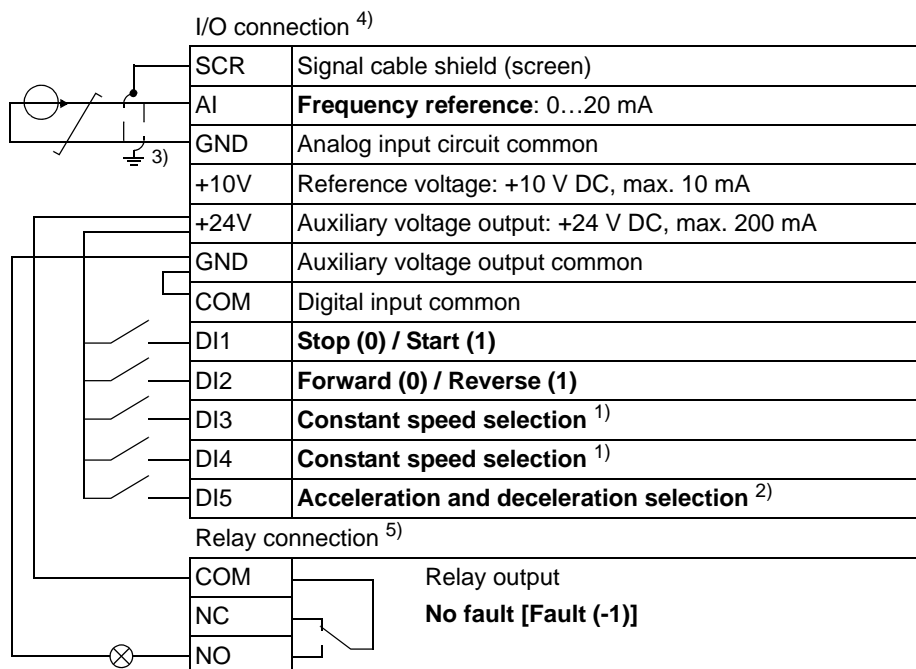 I/O connection 4)
SCR Signal cable shield (screen)
AI Frequency reference: 0…20 mA
GND Analog input circuit common
3)
+10V Reference voltage: +10 V DC, max. 10 mA
+24V Auxiliary voltage output: +24 V DC, max. 200 mA
GND Auxiliary voltage output common
COM Digital input common
DI1 Stop (0) / Start (1)
DI2 Forward (0) / Reverse (1)
DI3 Constant speed selection 1)
DI4 Constant speed selection 1)
DI5 Acceleration and deceleration selection 2)
Relay connection 5)
COM Relay output
NC No fault [Fault (-1)]
NO